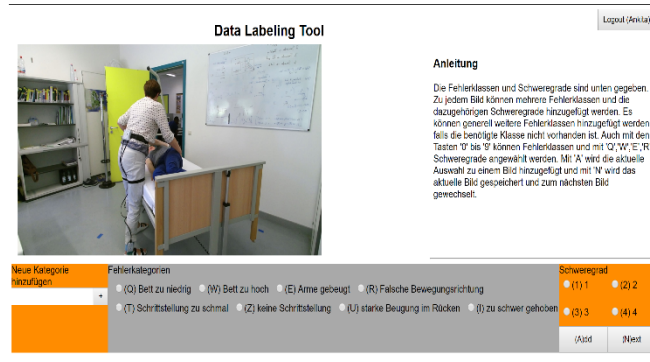 Logout (Ankita)
Data Labeling Tool
Anleitung
Die Fehlerklassen und Schweregrade sind unten gegeben.
Zu jedem Bild können mehrere Fehlerklassen und die
dazugehörigen Schweregrade hinzugefügt werden. Es
können generell weitere Fehlerklassen hinzugefügt werden
falls die benötigte Klasse nicht vorhanden ist. Auch mit den
Tasten '0' bis '9' können Fehlerklassen und mit 'Q','W','E','R
Schweregrade angewählt werden. Mit 'A' wird die aktuelle
Auswahl zu einem Bild hinzugefügt und mit 'N' wird das
aktuelle Bild gespeichert und zum nächsten Bild
gewechselt.
Neue Kategorie
hinzufügen
+
Fehlerkategorien
(Q) Bett zu niedrig (W) Bett zu hoch (E) Arme gebeugt (R) Falsche Bewegungsrichtung
(T) Schrittstellung zu schmal (Z) keine Schrittstellung (U) starke Beugung im Rücken (I) zu schwer gehoben
Schweregrad
(1) 1 (2) 2
(3) 3 (4) 4
(A)dd (N)ext